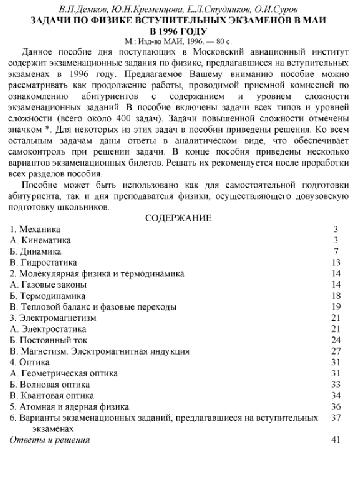 В.П.Демков, Ю.Н.Кременцова, Е.Л.Студников, О.И.Суров
ЗАДАЧИ ПО ФИЗИКЕ ВСТУПИТЕЛЬНЫХ ЭКЗАМЕНОВ В МАИ
В 1996 ГОДУ
М.: Изд-во МАИ, 1996. — 80 с.
Данное пособие для поступающих в Московский авиационный институт
содержит экзаменационные задания по физике, предлагавшиеся на вступительных
экзаменах в 1996 году. Предлагаемое Вашему вниманию пособие можно
рассматривать как продолжение работы, проводимой приемной комиссией по
ознакомлению абитуриентов с содержанием и уровнем сложности
экзаменационных заданий. В пособие включены задачи всех типов и уровней
сложности (всего около 400 задач). Задачи повышенной сложности отмечены
значком *. Для некоторых из этих задач в пособии приведены решения. Ко всем
остальным задачам даны ответы в аналитическом виде, что обеспечивает
самоконтроль при решении задачи. В конце пособия приведены несколько
вариантов экзаменационных билетов. Решать их рекомендуется после проработки
всех разделов пособия.
Пособие может быть использовано как для самостоятельной подготовки
абитуриента, так и для преподавателя физики, осуществляющего довузовскую
подготовку школьников.
СОДЕРЖАНИЕ
1. Механика 3
А. Кинематика 3
Б. Динамика 7
В. Гидростатика 13
2. Молекулярная физика и термодинамика 14
А. Газовые законы 14
Б. Термодинамика 18
В. Тепловой баланс и фазовые переходы 19
3. Электромагнетизм 21
А. Электростатика 21
Б. Постоянный ток 24
В. Магнетизм. Электромагнитная индукция 27
4. Оптика 31
А. Геометрическая оптика 31
Б. Волновая оптика 33
В. Квантовая оптика 34
5. Атомная и ядерная физика 36
6. Варианты экзаменационных заданий, предлагавшиеся на вступительных 37
экзаменах
Ответы и решения 41